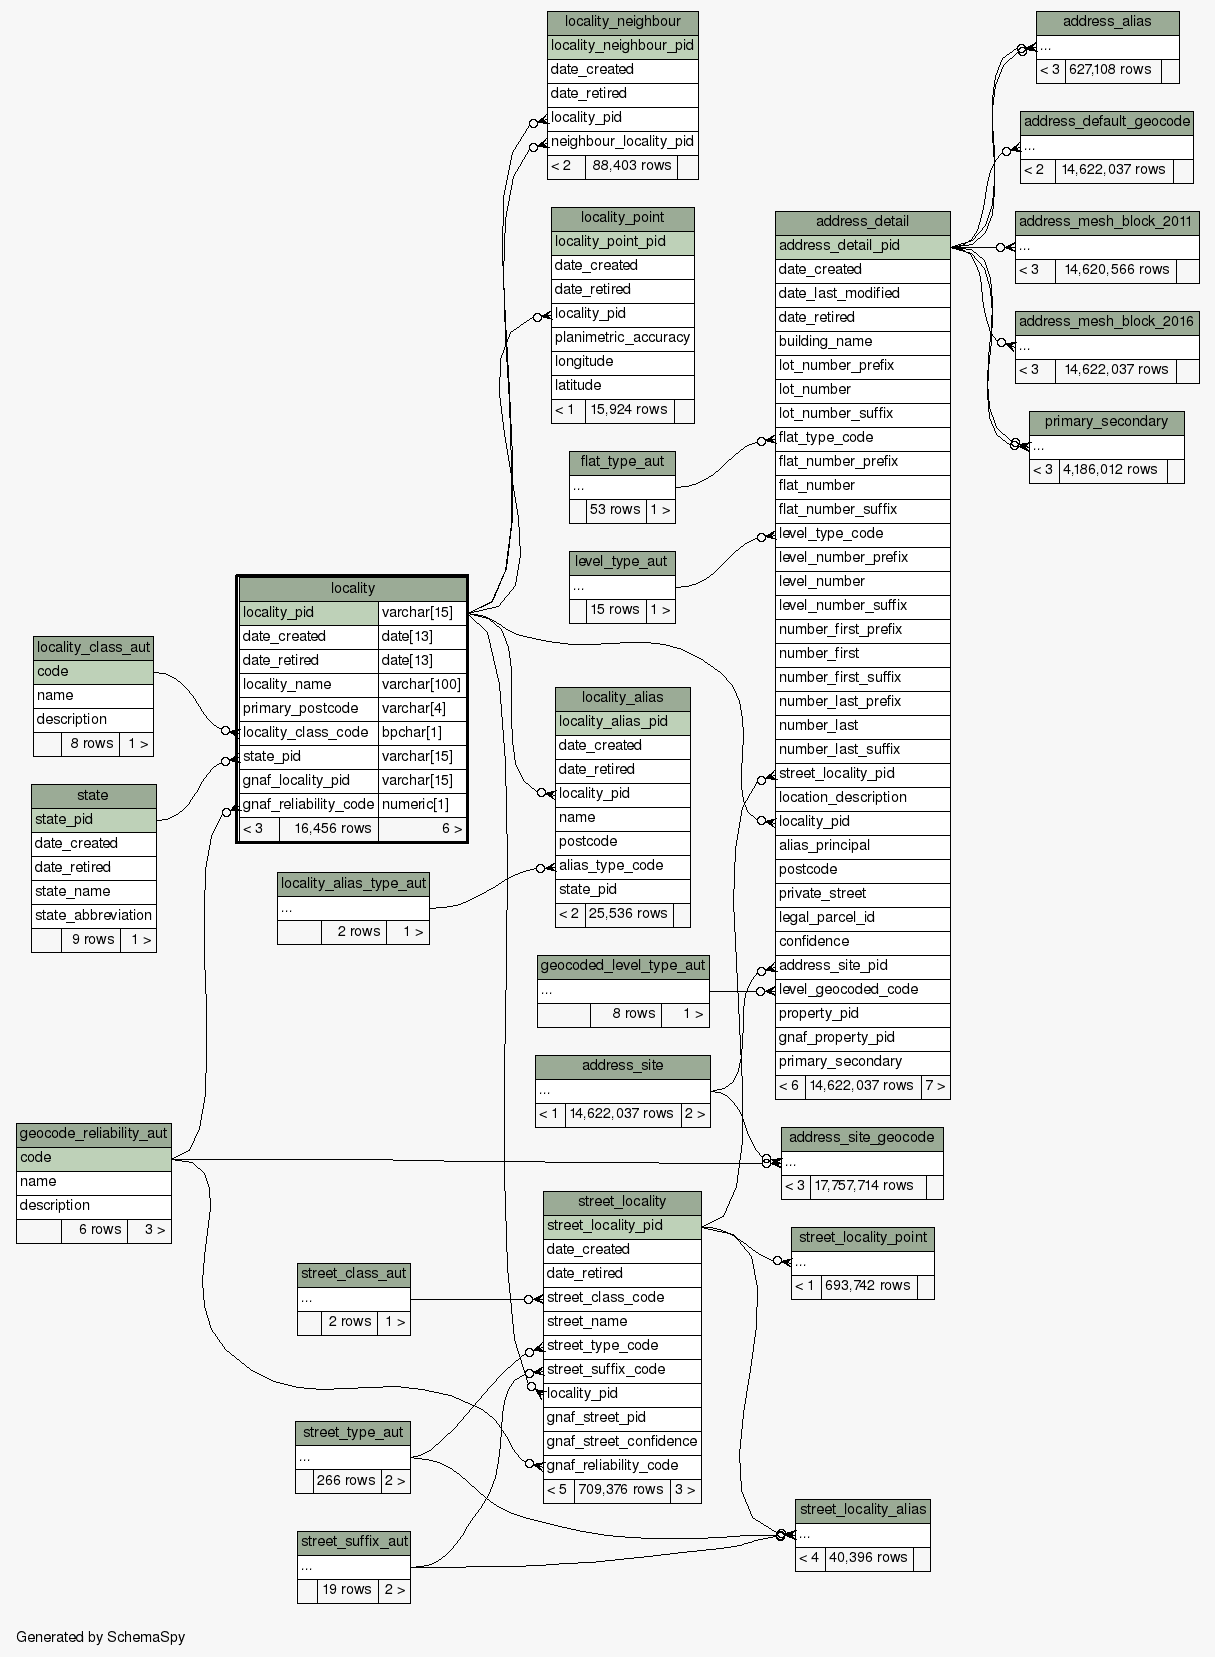 locality_neighbour
locality_neighbour_pid
date_created
date_retired
locality_pid
neighbour_locality_pid
< 2 88,403 rows
locality_point
locality_point_pid
date_created
date_retired
locality_pid
planimetric_accuracy
longitude
latitude
< 1 15,924 rows
flat_type_aut
...
53 rows 1 >
level_type_aut
...
15 rows 1 >
locality
locality_pid varchar[15]
date_created date[13]
date_retired date[13]
locality_name varchar[100]
primary_postcode varchar[4]
locality_class_code bpchar[1]
state_pid varchar[15]
gnaf_locality_pid varchar[15]
gnaf_reliability_code numeric[1]
< 3 16,456 rows 6 >
locality_class_aut
code
name
description
8 rows 1 >
state
state_pid
date_created
date_retired
state_name
state_abbreviation
9 rows 1 >
locality_alias
locality_alias_pid
date_created
date_retired
locality_pid
name
postcode
alias_type_code
state_pid
< 2 25,536 rows
locality_alias_type_aut
...
2 rows 1 >
geocoded_level_type_aut
...
8 rows 1 >
address_site
...
< 1 14,622,037 rows 2 >
geocode_reliability_aut
code
name
description
6 rows 3 >
street_locality
street_locality_pid
date_created
date_retired
street_class_code
street_name
street_type_code
street_suffix_code
locality_pid
gnaf_street_pid
gnaf_street_confidence
gnaf_reliability_code
< 5 709,376 rows 3 >
street_class_aut
...
2 rows 1 >
street_type_aut
...
266 rows 2 >
street_suffix_aut
...
19 rows 2 >
address_detail
address_detail_pid
date_created
date_last_modified
date_retired
building_name
lot_number_prefix
lot_number
lot_number_suffix
flat_type_code
flat_number_prefix
flat_number
flat_number_suffix
level_type_code
level_number_prefix
level_number
level_number_suffix
number_first_prefix
number_first
number_first_suffix
number_last_prefix
number_last
number_last_suffix
street_locality_pid
location_description
locality_pid
alias_principal
postcode
private_street
legal_parcel_id
confidence
address_site_pid
level_geocoded_code
property_pid
gnaf_property_pid
primary_secondary
< 6 14,622,037 rows 7 >
address_alias
...
< 3 627,108 rows
address_default_geocode
...
< 2 14,622,037 rows
address_mesh_block_2011
...
< 3 14,620,566 rows
address_mesh_block_2016
...
< 3 14,622,037 rows
primary_secondary
...
< 3 4,186,012 rows
address_site_geocode
...
< 3 17,757,714 rows
street_locality_point
...
< 1 693,742 rows
street_locality_alias
...
< 4 40,396 rows
Generated by SchemaSpy